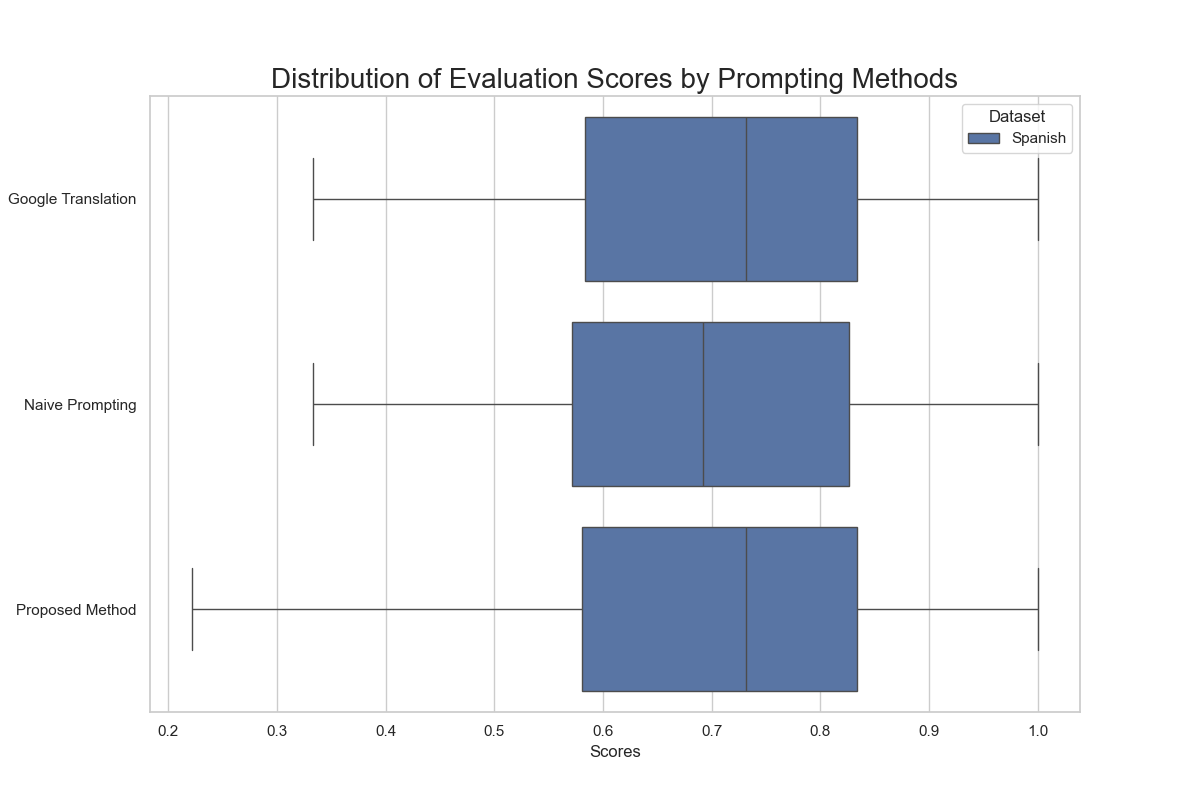 Distribution of Evaluation Scores by Prompting Methods
Dataset
Spanish
Google Translation
Naive Prompting
Proposed Method
0.2 0.3 0.4 0.5 0.6 0.7 0.8 0.9 1.0
Scores